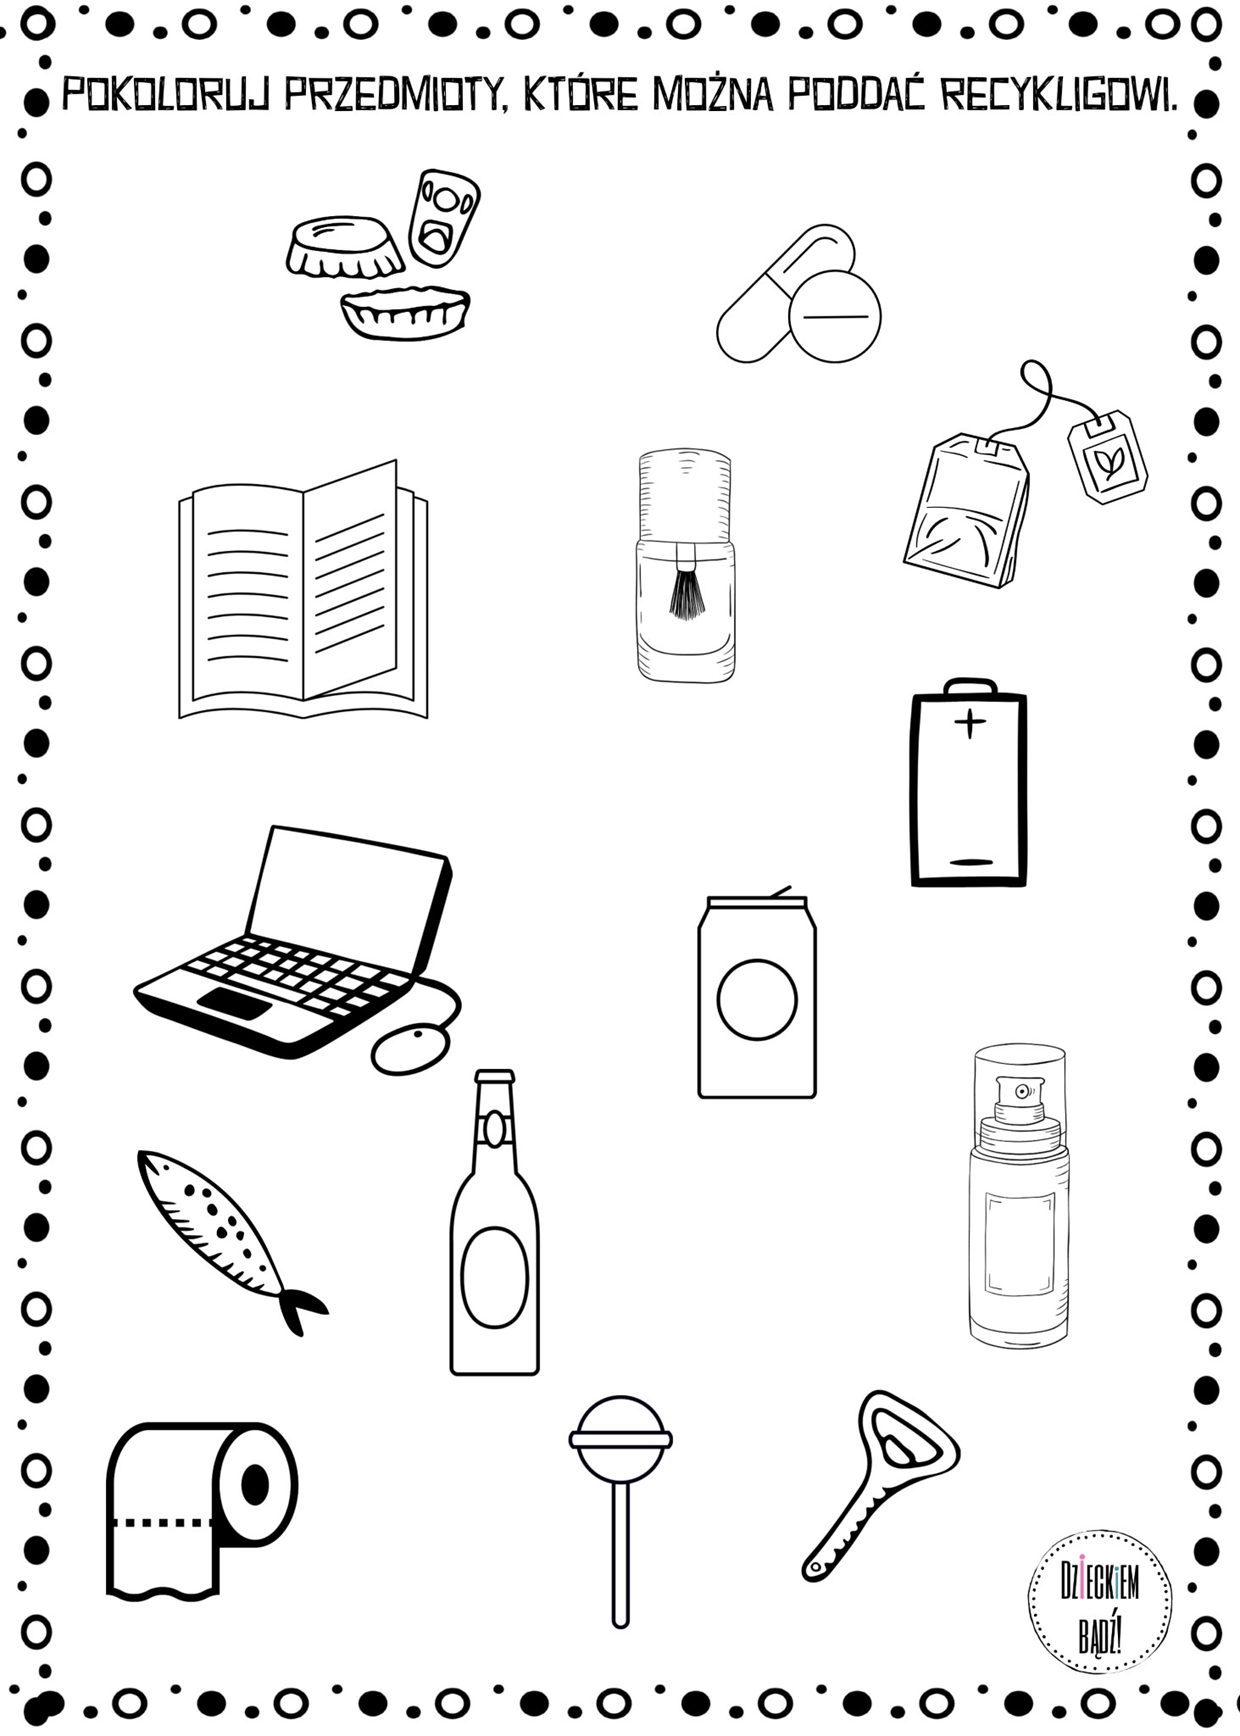 POKOLORUJ PRZEDMIOTY, KTÓRE MOŻNA PODDAĆ RECYKLIGOWI.
DZIECKIEM
BĄDŹ!